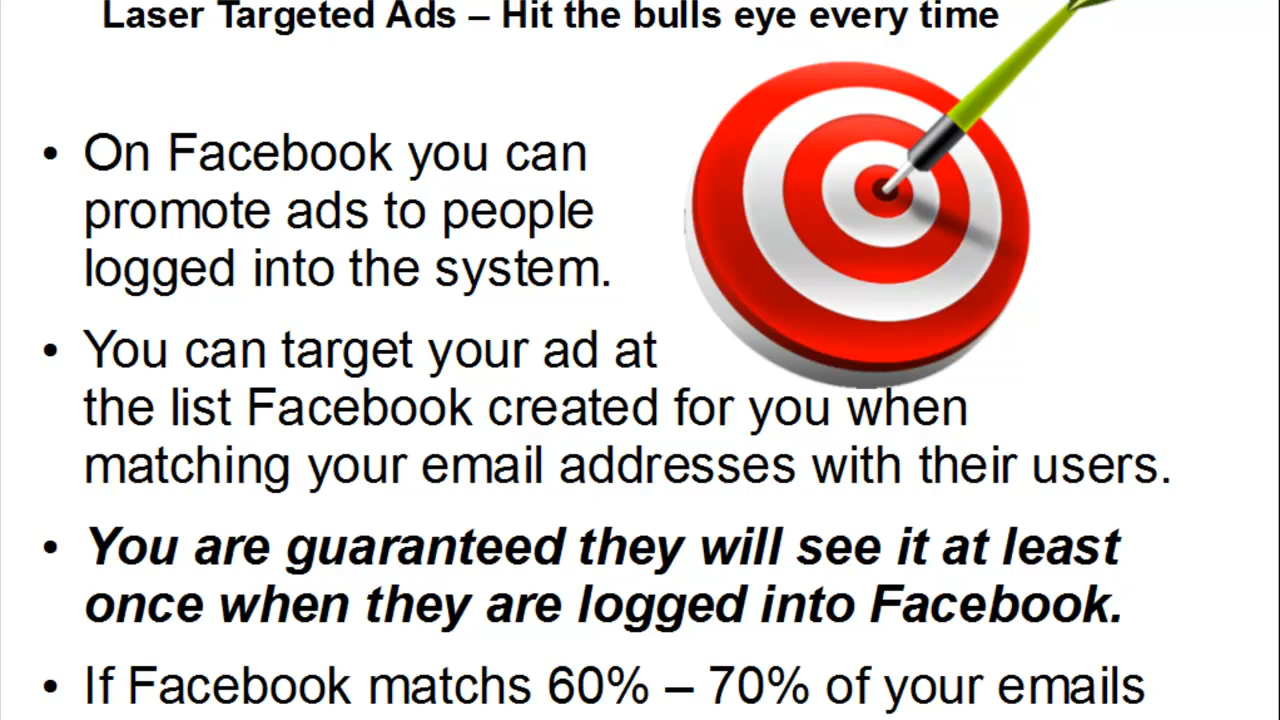 Laser Targeted Ads – Hit the bulls eye every time
• On Facebook you can
promote ads to people
logged into the system.
• You can target your ad at
the list Facebook created for you when
matching your email addresses with their users.
• You are guaranteed they will see it at least
once when they are logged into Facebook.
• If Facebook matchs 60% – 70% of your emails